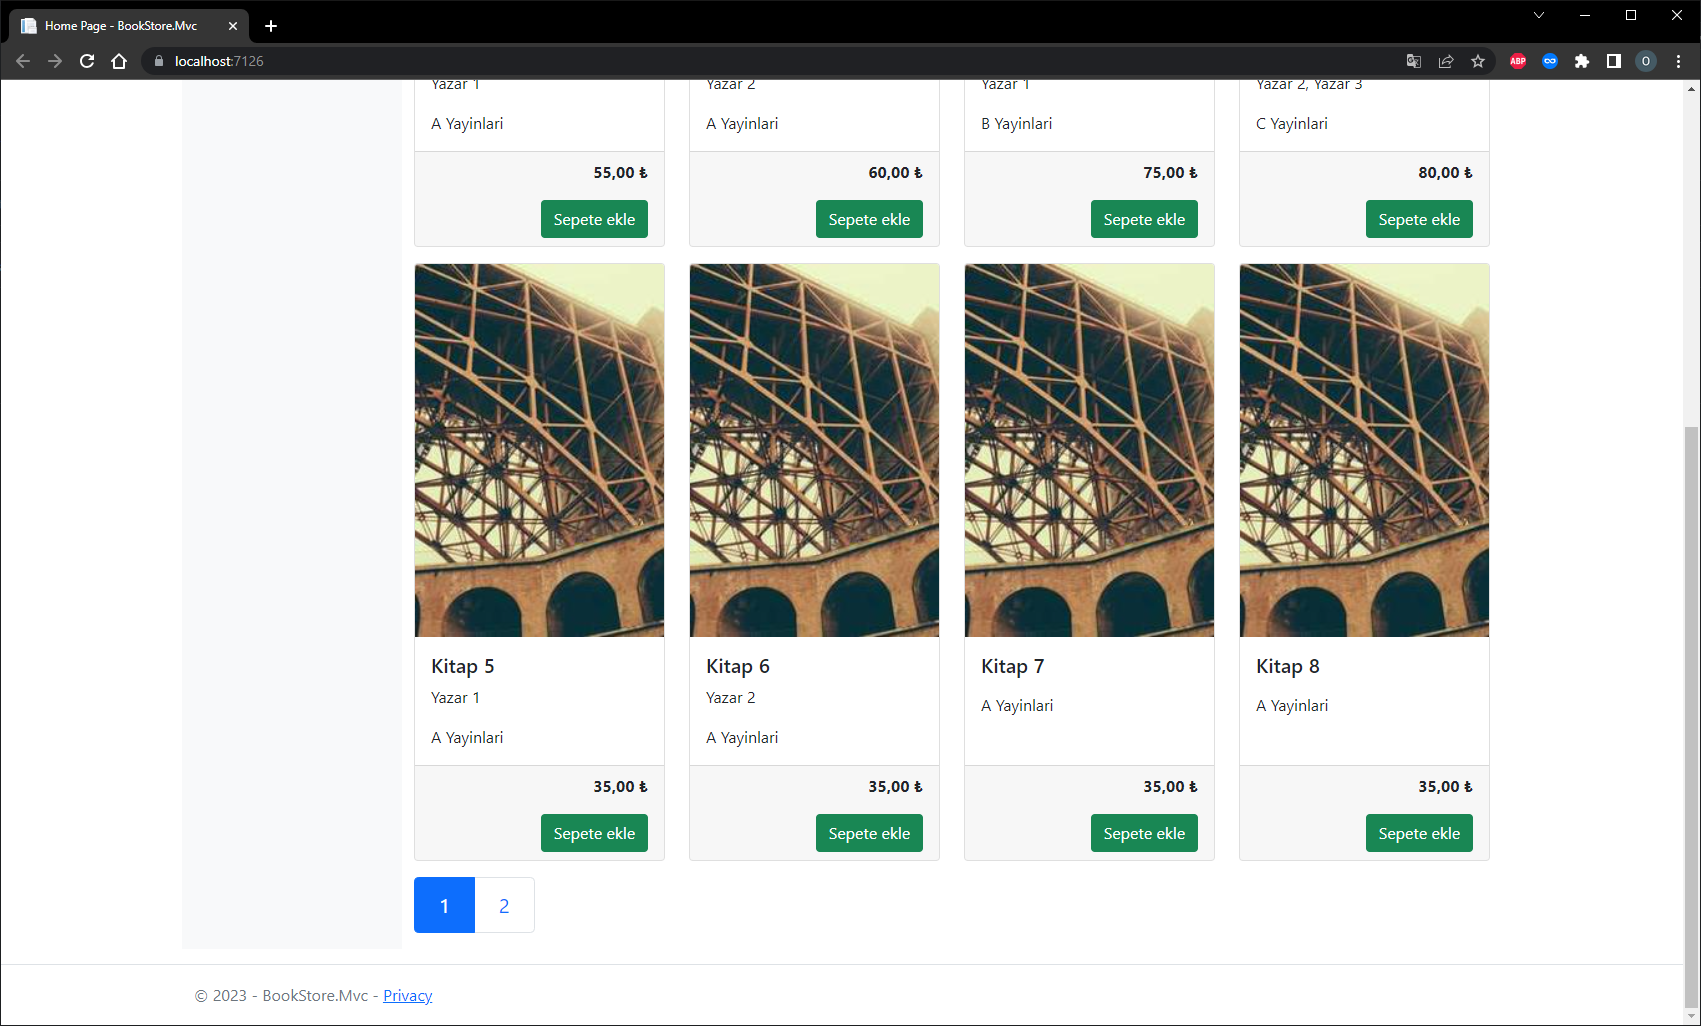 Home Page - BookStore.Mvc
localhost:7126
ABP
O
Yazar 1
Yazar 2
Yazar 1
Yazar 2, Yazar 3
A Yayinlari
A Yayinlari
B Yayinlari
C Yayinlari
55,00 ₺
60,00 ₺
75,00 ₺
80,00 ₺
Sepete ekle
Sepete ekle
Sepete ekle
Sepete ekle
Kitap 5
Kitap 6
Kitap 7
Kitap 8
Yazar 1
Yazar 2
A Yayinlari
A Yayinlari
A Yayinlari
A Yayinlari
35,00 ₺
35,00 ₺
35,00 ₺
35,00 ₺
Sepete ekle
Sepete ekle
Sepete ekle
Sepete ekle
1
2
© 2023 - BookStore.Mvc - Privacy